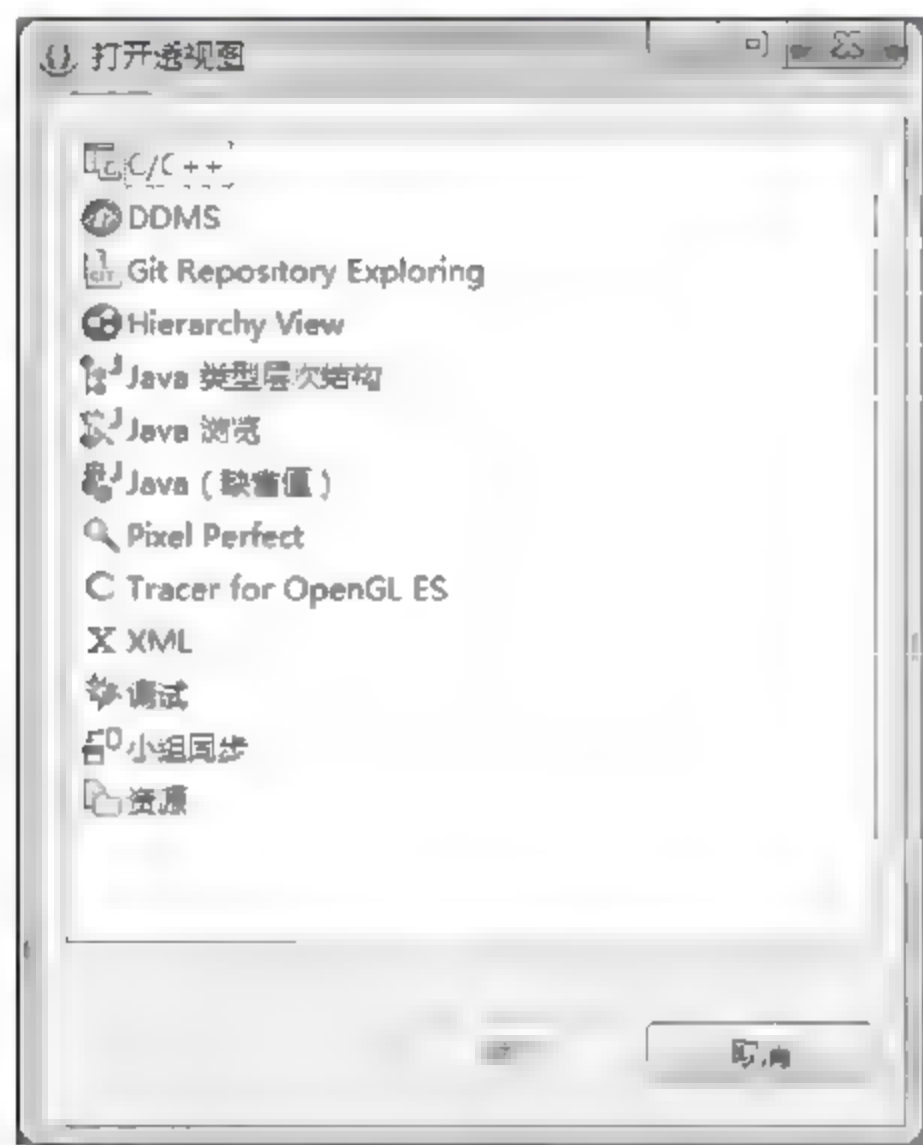 打开透视图
C/C++
DDMS
Git Repository Exploring
Hierarchy View
Java 类型层次结构
Java 浏览
Java (缺省值)
Pixel Perfect
Tracer for OpenGL ES
XML
调试
小组同步
资源
取消